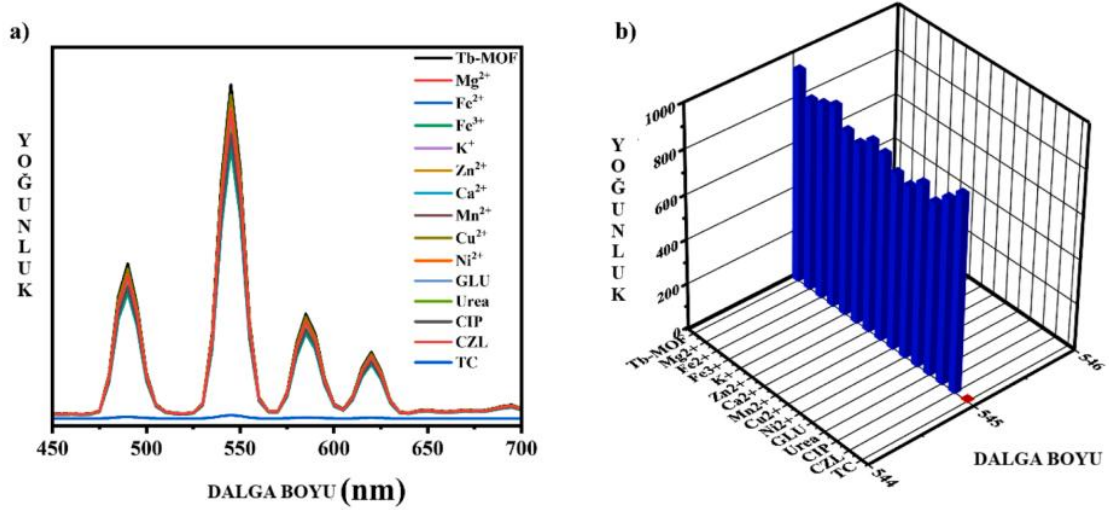 a)
YOĞUNLUK
Tb-MOF
Mg²⁺
Fe²⁺
Fe³⁺
K⁺
Zn²⁺
Ca²⁺
Mn²⁺
Cu²⁺
Ni²⁺
GLU
Urea
CIP
CZL
TC
450 500 550 600 650 700
DALGA BOYU (nm)
b)
YOĞUNLUK
1000
800
600
400
200
0
Tb-MOF
Mg2+
Fe2+
Fe3+
K+
Zn2+
Ca2+
Mn2+
Cu2+
Ni2+
GLU
Urea
CIP
CZL
TC
544
545
546
DALGA BOYU